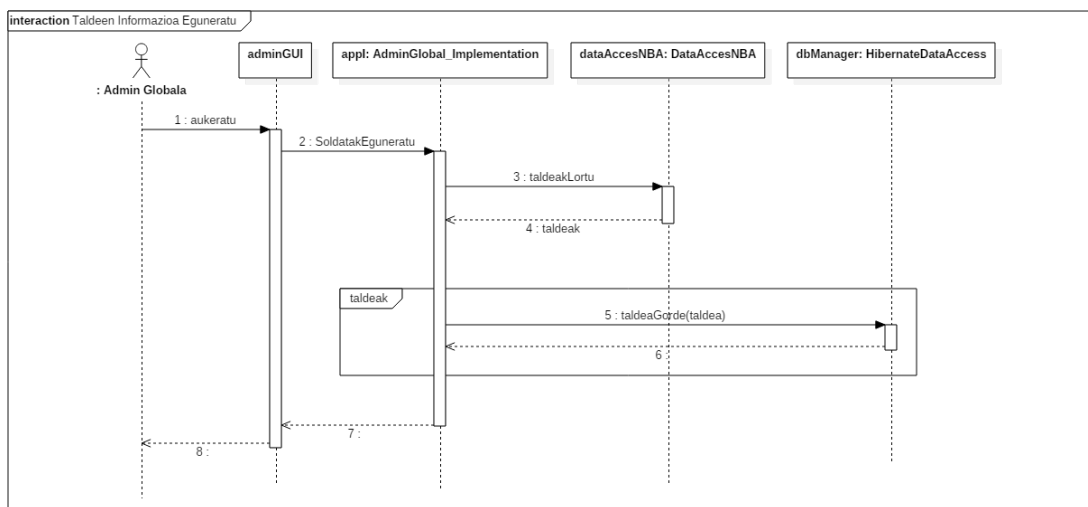 interaction Taldeen Informazioa Eguneratu
adminGUI
appl: AdminGlobal_Implementation
dataAccesNBA: DataAccesNBA
dbManager: HibernateDataAccess
: Admin Globala
1 : aukeratu
2 : SoldatakEguneratu
3 : taldeakLortu
4 : taldeak
taldeak
5 : taldeaGorde(taldea)
6 :
7 :
8 :